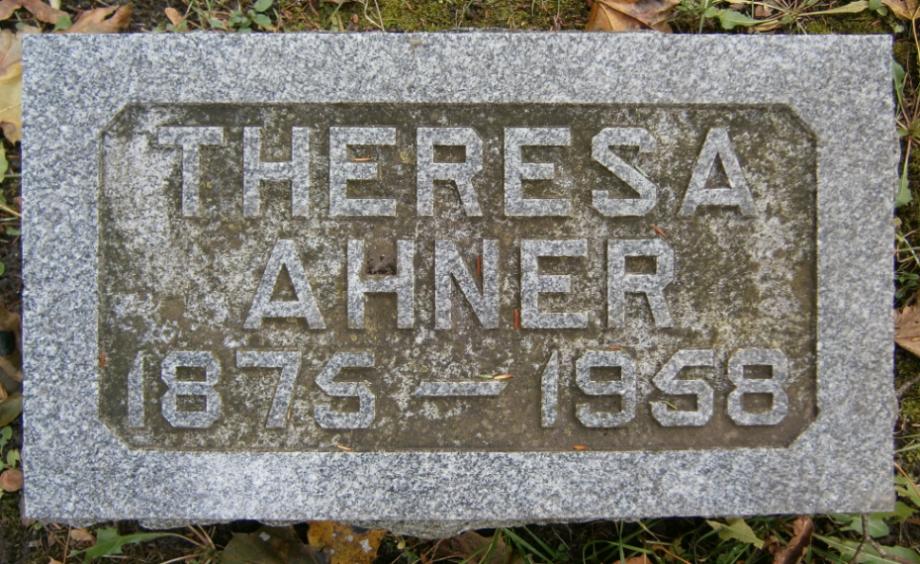 THERESA
AHNER
1875 — 1958